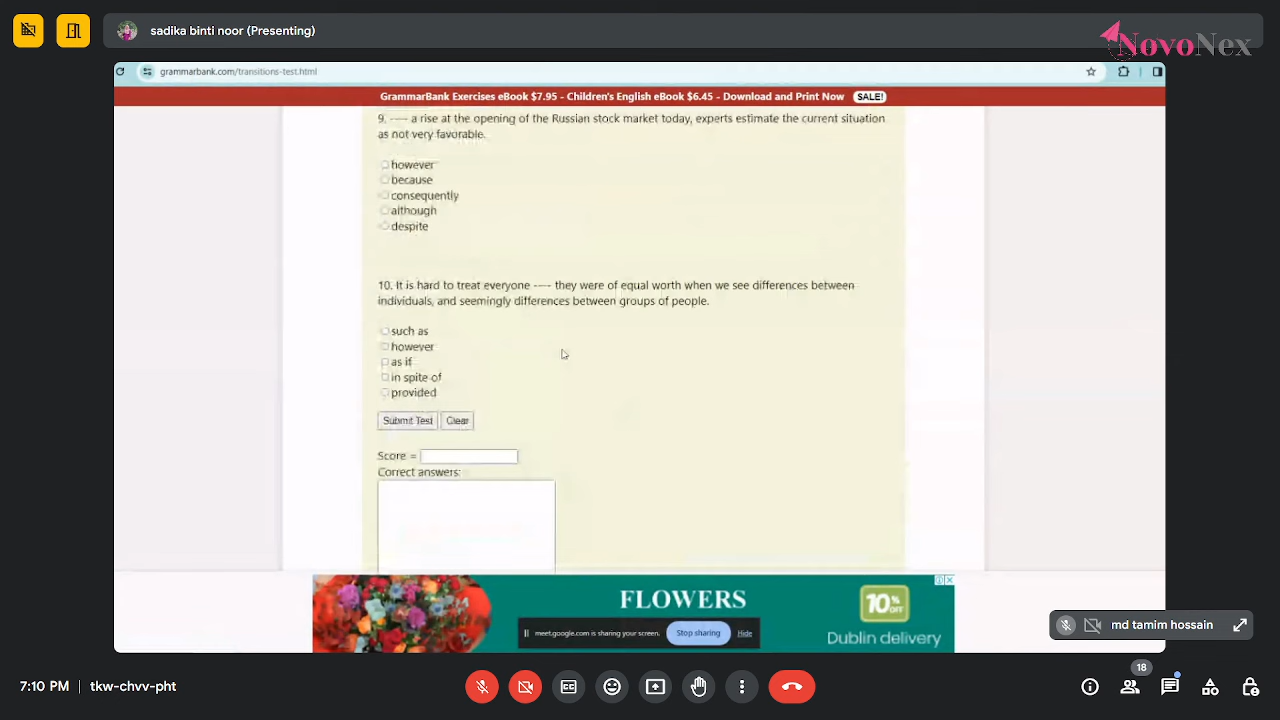 sadika binti noor (Presenting)
NovoNex
grammarbank.com/transitions-test.html
GrammarBank Exercises eBook $7.95 - Children's English eBook $6.45 - Download and Print Now SALE!
9. ---- a rise at the opening of the Russian stock market today, experts estimate the current situation
as not very favorable.
however
because
consequently
although
despite
10. It is hard to treat everyone ---- they were of equal worth when we see differences between
individuals, and seemingly differences between groups of people.
such as
however
as if
in spite of
provided
Submit Test Clear
Score =
Correct answers:
FLOWERS
10% OFF
Dublin delivery
meet.google.com is sharing your screen. Stop sharing Hide
md tamim hossain
18
7:10 PM | tkw-chvv-pht